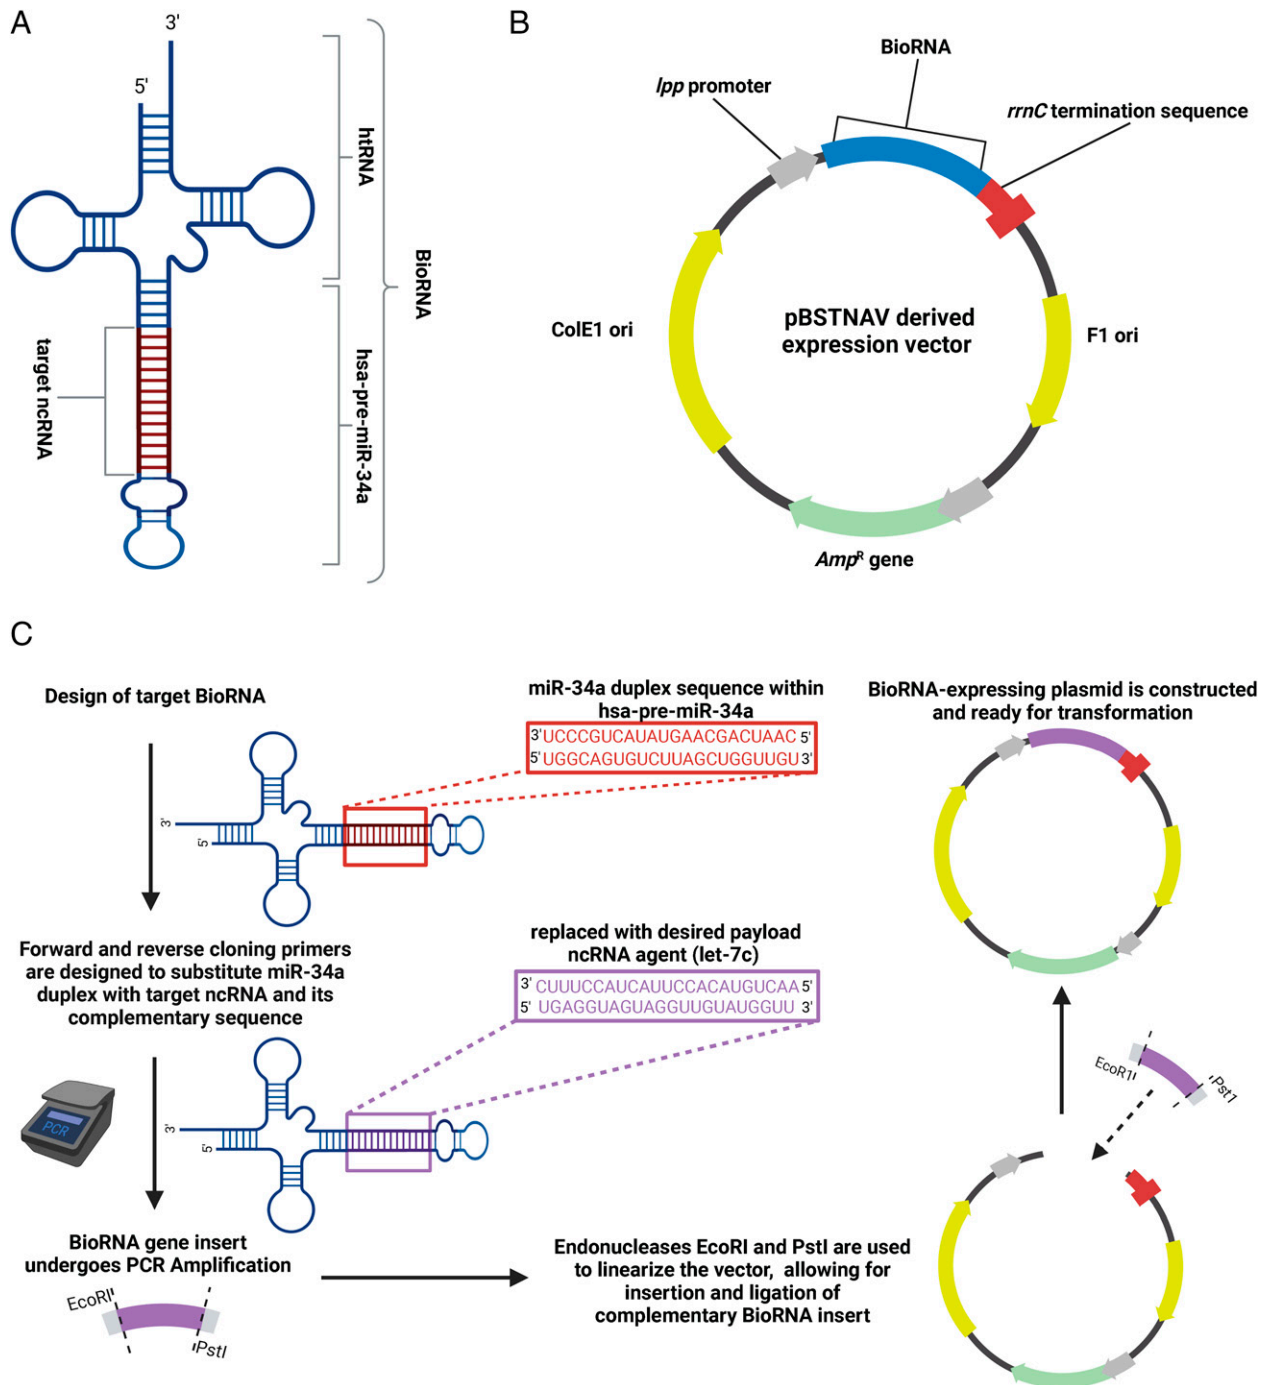 A
3'
5'
htRNA
BioRNA
target ncRNA
hsa-pre-miR-34a
B
BioRNA
lpp promoter
rrnC termination sequence
ColE1 ori
pBSTNAV derived
expression vector
F1 ori
AmpR gene
C
Design of target BioRNA
miR-34a duplex sequence within
hsa-pre-miR-34a
3'UCCCGUCAUAUGAACGACUAAC 5'
5'UGGCAGUGUCUUAGCUGGUUGU 3'
BioRNA-expressing plasmid is constructed
and ready for transformation
3'
5'
Forward and reverse cloning primers
are designed to substitute miR-34a
duplex with target ncRNA and its
complementary sequence
replaced with desired payload
ncRNA agent (let-7c)
3' CUUUCCAUCAUUCCACAUGUCAA 5'
5' UGAGGUAGUAGGUUGUAUGGUU 3'
PCR
3'
5'
EcoR1
Pst1
BioRNA gene insert
undergoes PCR Amplification
EcoRI
PstI
Endonucleases EcoRI and PstI are used
to linearize the vector, allowing for
insertion and ligation of
complementary BioRNA insert